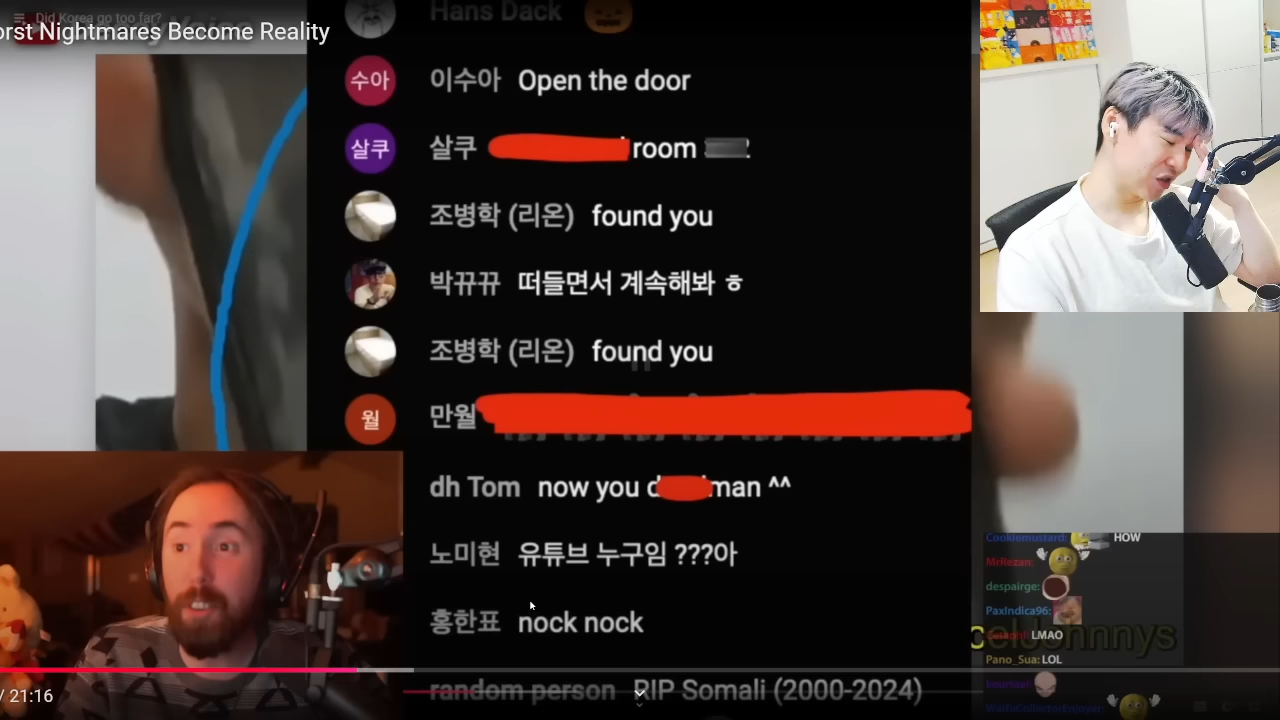 Did Korea go too far?
orst Nightmares Become Reality
Hans Dack
수아 이수아 Open the door
살쿠 살쿠 room
조병학 (리온) found you
박뀨뀨 떠들면서 계속해봐 ㅎ
조병학 (리온) found you
월 만월
dh Tom now you d man ^^
노미현 유튜브 누구임 ???아
홍한표 nock nock
random person RIP Somali (2000-2024)
/ 21:16
Cookiemustard: HOW
MrRezan:
despairge:
PaxIndica96:
LMAO
Pano_Sua: LOL